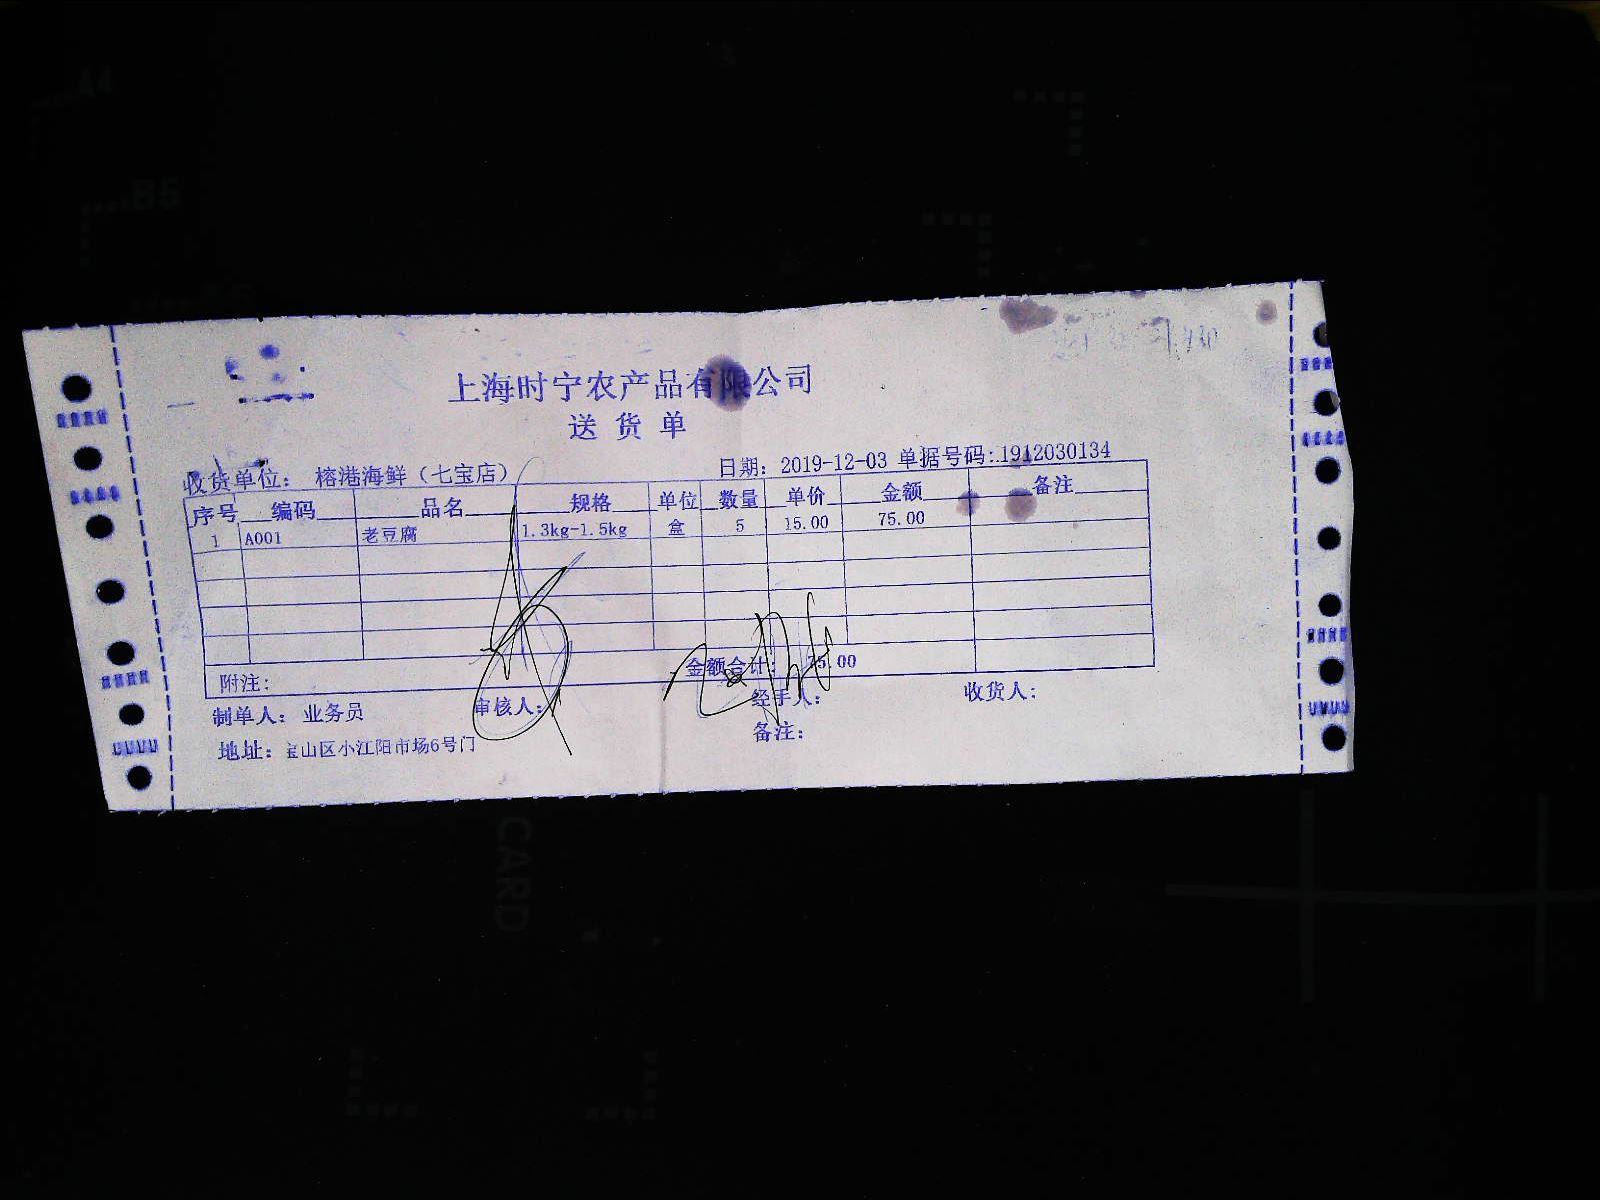 上海时宁农产品有限公司
送货单
收货单位： 榕港海鲜（七宝店） 日期：2019-12-03 单据号码：1912030134
序号 编码 品名 规格 单位 数量 单价 金额 备注
1 A001 老豆腐 1.3kg-1.5kg 盒 5 15.00 75.00
附注： 金额合计： 75.00
制单人： 业务员 审核人： 经手人： 收货人：
地址：宝山区小江阳市场6号门 备注：